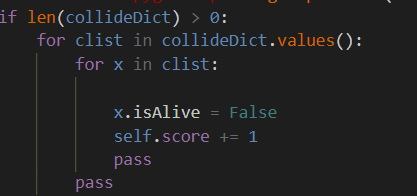 if len(collideDict) > 0:
    for clist in collideDict.values():
        for x in clist:
            x.isAlive = False
            self.score += 1
            pass
        pass